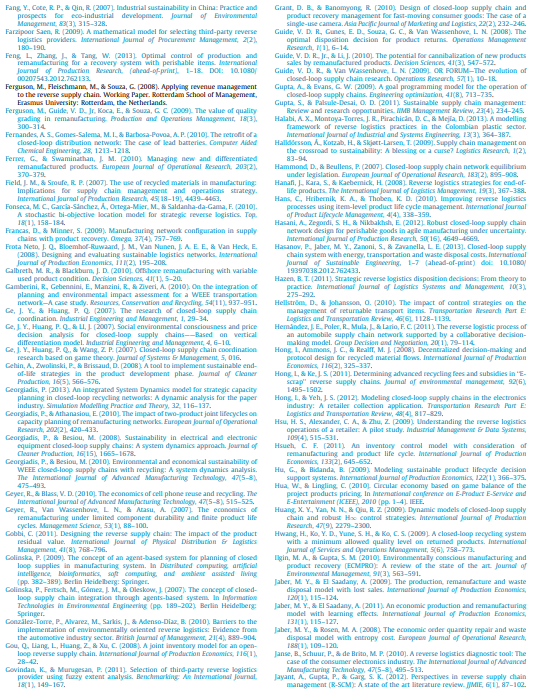 Fang, Y., Cote, R. P., & Qin, R. (2007). Industrial sustainability in China: Practice and
prospects for eco-industrial development. Journal of Environmental
Management, 83(3), 315–328.
Farzipoor Saen, R. (2009). A mathematical model for selecting third-party reverse
logistics providers. International Journal of Procurement Management, 2(2),
180–190.
Feng, L., Zhang, J., & Tang, W. (2013). Optimal control of production and
remanufacturing for a recovery system with perishable items. International
Journal of Production Research, (ahead-of-print), 1–18. DOI: 10.1080/
00207543.2012.762133.
Ferguson, M., Fleischmann, M., & Souza, G. (2008). Applying revenue management
to the reverse supply chain. Working Paper. Rotterdam School of Management,
Erasmus University: Rotterdam, the Netherlands.
Ferguson, M., Guide, V. D., Jr, Koca, E., & Souza, G. C. (2009). The value of quality
grading in remanufacturing. Production and Operations Management, 18(3),
300–314.
Fernandes, A. S., Gomes-Salema, M. I., & Barbosa-Povoa, A. P. (2010). The retrofit of a
closed-loop distribution network: The case of lead batteries. Computer Aided
Chemical Engineering, 28, 1213–1218.
Ferrer, G., & Swaminathan, J. M. (2010). Managing new and differentiated
remanufactured products. European Journal of Operational Research, 203(2),
370–379.
Field, J. M., & Sroufe, R. P. (2007). The use of recycled materials in manufacturing:
Implications for supply chain management and operations strategy.
International Journal of Production Research, 45(18–19), 4439–4463.
Fonseca, M. C., García-Sánchez, Á., Ortega-Mier, M., & Saldanha-da-Gama, F. (2010).
A stochastic bi-objective location model for strategic reverse logistics. Top,
18(1), 158–184.
Francas, D., & Minner, S. (2009). Manufacturing network configuration in supply
chains with product recovery. Omega, 37(4), 757–769.
Frota Neto, J. Q., Bloemhof-Ruwaard, J. M., Van Nunen, J. A. E. E., & Van Heck, E.
(2008). Designing and evaluating sustainable logistics networks. International
Journal of Production Economics, 111(2), 195–208.
Galbreth, M. R., & Blackburn, J. D. (2010). Offshore remanufacturing with variable
used product condition. Decision Sciences, 41(1), 5–20.
Gamberini, R., Gebennini, E., Manzini, R., & Ziveri, A. (2010). On the integration of
planning and environmental impact assessment for a WEEE transportation
network—A case study. Resources, Conservation and Recycling, 54(11), 937–951.
Ge, J. Y., & Huang, P. Q. (2007). The research of closed-loop supply chain
coordination. Industrial Engineering and Management, 1, 29–34.
Ge, J. Y., Huang, P. Q., & Li, J. (2007). Social environmental consciousness and price
decision analysis for closed-loop supply chains——Based on vertical
differentiation model. Industrial Engineering and Management, 4, 6–10.
Ge, J. Y., Huang, P. Q., & Wang, Z. P. (2007). Closed-loop supply chain coordination
research based on game theory. Journal of Systems & Management, 5, 016.
Gehin, A., Zwolinski, P., & Brissaud, D. (2008). A tool to implement sustainable end-
of-life strategies in the product development phase. Journal of Cleaner
Production, 16(5), 566–576.
Georgiadis, P. (2013). An integrated System Dynamics model for strategic capacity
planning in closed-loop recycling networks: A dynamic analysis for the paper
industry. Simulation Modelling Practice and Theory, 32, 116–137.
Georgiadis, P., & Athanasiou, E. (2010). The impact of two-product joint lifecycles on
capacity planning of remanufacturing networks. European Journal of Operational
Research, 202(2), 420–433.
Georgiadis, P., & Besiou, M. (2008). Sustainability in electrical and electronic
equipment closed-loop supply chains: A system dynamics approach. Journal of
Cleaner Production, 16(15), 1665–1678.
Georgiadis, P., & Besiou, M. (2010). Environmental and economical sustainability of
WEEE closed-loop supply chains with recycling: A system dynamics analysis.
The International Journal of Advanced Manufacturing Technology, 47(5–8),
475–493.
Geyer, R., & Blass, V. D. (2010). The economics of cell phone reuse and recycling. The
International Journal of Advanced Manufacturing Technology, 47(5–8), 515–525.
Geyer, R., Van Wassenhove, L. N., & Atasu, A. (2007). The economics of
remanufacturing under limited component durability and finite product life
cycles. Management Science, 53(1), 88–100.
Gobbi, C. (2011). Designing the reverse supply chain: The impact of the product
residual value. International Journal of Physical Distribution & Logistics
Management, 41(8), 768–796.
Golinska, P. (2009). The concept of an agent-based system for planning of closed
loop supplies in manufacturing system. In Distributed computing, artificial
intelligence, bioinformatics, soft computing, and ambient assisted living
(pp. 382–389). Berlin Heidelberg: Springer.
Golinska, P., Fertsch, M., Gómez, J. M., & Oleskow, J. (2007). The concept of closed-
loop supply chain integration through agents-based system. In Information
Technologies in Environmental Engineering (pp. 189–202). Berlin Heidelberg:
Springer.
González-Torre, P., Alvarez, M., Sarkis, J., & Adenso-Díaz, B. (2010). Barriers to the
implementation of environmentally oriented reverse logistics: Evidence from
the automotive industry sector. British Journal of Management, 21(4), 889–904.
Gou, Q., Liang, L., Huang, Z., & Xu, C. (2008). A joint inventory model for an open-
loop reverse supply chain. International Journal of Production Economics, 116(1),
28–42.
Govindan, K., & Murugesan, P. (2011). Selection of third-party reverse logistics
provider using fuzzy extent analysis. Benchmarking: An International Journal,
18(1), 149–167.
Grant, D. B., & Banomyong, R. (2010). Design of closed-loop supply chain and
product recovery management for fast-moving consumer goods: The case of a
single-use camera. Asia Pacific Journal of Marketing and Logistics, 22(2), 232–246.
Guide, V. D. R., Gunes, E. D., Souza, G. C., & Van Wassenhove, L. N. (2008). The
optimal disposition decision for product returns. Operations Management
Research, 1(1), 6–14.
Guide, V. D. R., Jr, & Li, J. (2010). The potential for cannibalization of new products
sales by remanufactured products. Decision Sciences, 41(3), 547–572.
Guide, V. D. R., & Van Wassenhove, L. N. (2009). OR FORUM—The evolution of
closed-loop supply chain research. Operations Research, 57(1), 10–18.
Gupta, A., & Evans, G. W. (2009). A goal programming model for the operation of
closed-loop supply chains. Engineering optimization, 41(8), 713–735.
Gupta, S., & Palsule-Desai, O. D. (2011). Sustainable supply chain management:
Review and research opportunities. IIMB Management Review, 23(4), 234–245.
Halabi, A. X., Montoya-Torres, J. R., Pirachicán, D. C., & Mejía, D. (2013). A modelling
framework of reverse logistics practices in the Colombian plastic sector.
International Journal of Industrial and Systems Engineering, 13(3), 364–387.
Halldórsson, Á., Kotzab, H., & Skjøtt-Larsen, T. (2009). Supply chain management on
the crossroad to sustainability: A blessing or a curse? Logistics Research, 1(2),
83–94.
Hammond, D., & Beullens, P. (2007). Closed-loop supply chain network equilibrium
under legislation. European Journal of Operational Research, 183(2), 895–908.
Hanafi, J., Kara, S., & Kaebernick, H. (2008). Reverse logistics strategies for end-of-
life products. The International Journal of Logistics Management, 19(3), 367–388.
Hans, C., Hribernik, K. A., & Thoben, K. D. (2010). Improving reverse logistics
processes using item-level product life cycle management. International Journal
of Product Lifecycle Management, 4(4), 338–359.
Hasani, A., Zegordi, S. H., & Nikbakhsh, E. (2012). Robust closed-loop supply chain
network design for perishable goods in agile manufacturing under uncertainty.
International Journal of Production Research, 50(16), 4649–4669.
Hasanov, P., Jaber, M. Y., Zanoni, S., & Zavanella, L. E. (2013). Closed-loop supply
chain system with energy, transportation and waste disposal costs. International
Journal of Sustainable Engineering, 1–7 (ahead-of-print) doi: 10.1080/
19397038.2012.762433.
Hazen, B. T. (2011). Strategic reverse logistics disposition decisions: From theory to
practice. International Journal of Logistics Systems and Management, 10(3),
275–292.
Hellström, D., & Johansson, O. (2010). The impact of control strategies on the
management of returnable transport items. Transportation Research Part E:
Logistics and Transportation Review, 46(6), 1128–1139.
Hernández, J. E., Poler, R., Mula, J., & Lario, F. C. (2011). The reverse logistic process of
an automobile supply chain network supported by a collaborative decision-
making model. Group Decision and Negotiation, 20(1), 79–114.
Hong, I., Ammons, J. C., & Realff, M. J. (2008). Decentralized decision-making and
protocol design for recycled material flows. International Journal of Production
Economics, 116(2), 325–337.
Hong, I., & Ke, J. S. (2011). Determining advanced recycling fees and subsidies in "E-
scrap" reverse supply chains. Journal of environmental management, 92(6),
1495–1502.
Hong, I., & Yeh, J. S. (2012). Modeling closed-loop supply chains in the electronics
industry: A retailer collection application. Transportation Research Part E:
Logistics and Transportation Review, 48(4), 817–829.
Hsu, H. S., Alexander, C. A., & Zhu, Z. (2009). Understanding the reverse logistics
operations of a retailer: A pilot study. Industrial Management & Data Systems,
109(4), 515–531.
Hsueh, C. F. (2011). An inventory control model with consideration of
remanufacturing and product life cycle. International Journal of Production
Economics, 133(2), 645–652.
Hu, G., & Bidanda, B. (2009). Modeling sustainable product lifecycle decision
support systems. International Journal of Production Economics, 122(1), 366–375.
Hua, W., & Lingling, C. (2010). Circular economy based on game balance of the
project products pricing. In International conference on E-Product E-Service and
E-Entertainment (ICEEE), 2010 (pp. 1–4). IEEE.
Huang, X. Y., Yan, N. N., & Qiu, R. Z. (2009). Dynamic models of closed-loop supply
chain and robust H∞ control strategies. International Journal of Production
Research, 47(9), 2279–2300.
Hwang, H., Ko, Y. D., Yune, S. H., & Ko, C. S. (2009). A closed-loop recycling system
with a minimum allowed quality level on returned products. International
Journal of Services and Operations Management, 5(6), 758–773.
Ilgin, M. A., & Gupta, S. M. (2010). Environmentally conscious manufacturing and
product recovery (ECMPRO): A review of the state of the art. Journal of
Environmental Management, 91(3), 563–591.
Jaber, M. Y., & El Saadany, A. (2009). The production, remanufacture and waste
disposal model with lost sales. International Journal of Production Economics,
120(1), 115–124.
Jaber, M. Y., & El Saadany, A. (2011). An economic production and remanufacturing
model with learning effects. International Journal of Production Economics,
131(1), 115–127.
Jaber, M. Y., & Rosen, M. A. (2008). The economic order quantity repair and waste
disposal model with entropy cost. European Journal of Operational Research,
188(1), 109–120.
Janse, B., Schuur, P., & de Brito, M. P. (2010). A reverse logistics diagnostic tool: The
case of the consumer electronics industry. The International Journal of Advanced
Manufacturing Technology, 47(5–8), 495–513.
Jayant, A., Gupta, P., & Garg, S. K. (2012). Perspectives in reverse supply chain
management (R-SCM): A state of the art literature review. JJMIE, 6(1), 87–102.